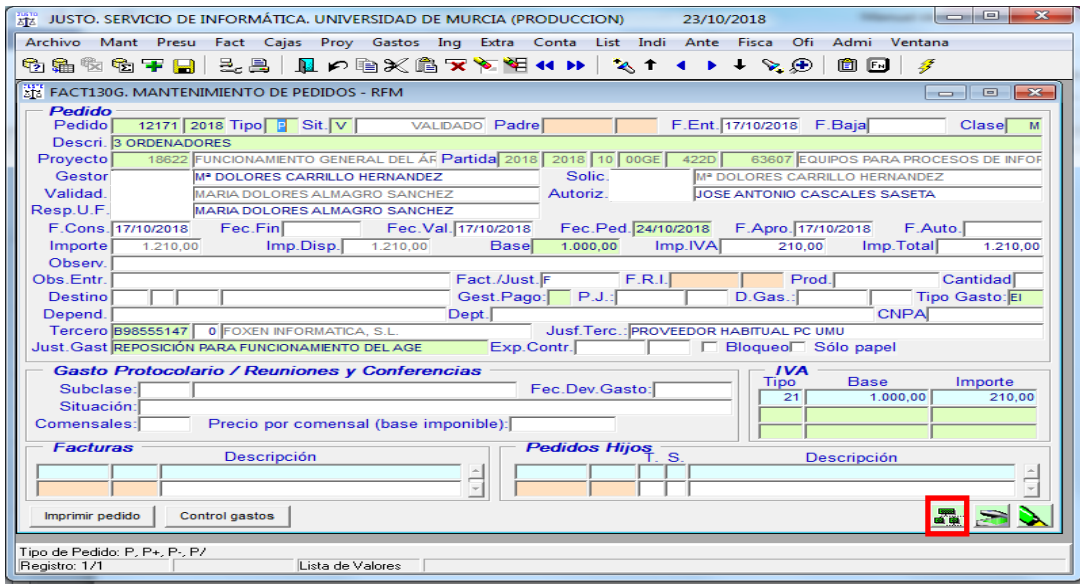 JUSTO. SERVICIO DE INFORMÁTICA. UNIVERSIDAD DE MURCIA (PRODUCCION) 23/10/2018
Archivo Mant Presu Fact Cajas Proy Gastos Ing Extra Conta List Indi Ante Fisca Ofi Admi Ventana
FACT130G. MANTENIMIENTO DE PEDIDOS - RFM
Pedido
Pedido 12171 2018 Tipo P Sit. V VALIDADO Padre F.Ent. 17/10/2018 F.Baja Clase M
Descri. 3 ORDENADORES
Proyecto 18622 FUNCIONAMIENTO GENERAL DEL ÁR Partida 2018 2018 10 00GE 422D 63607 EQUIPOS PARA PROCESOS DE INFOR
Gestor Mª DOLORES CARRILLO HERNANDEZ Solic. Mª DOLORES CARRILLO HERNANDEZ
Validad. MARIA DOLORES ALMAGRO SANCHEZ Autoriz. JOSE ANTONIO CASCALES SASETA
Resp.U.F. MARIA DOLORES ALMAGRO SANCHEZ
F.Cons. 17/10/2018 Fec.Fin Fec.Val. 17/10/2018 Fec.Ped. 24/10/2018 F.Apro. 17/10/2018 F.Auto.
Importe 1.210,00 Imp.Disp. 1.210,00 Base 1.000,00 Imp.IVA 210,00 Imp.Total 1.210,00
Observ.
Obs.Entr. Fact./Just. F F.R.I. Prod. Cantidad
Destino Gest.Pago: P.J.: D.Gas.: Tipo Gasto: EI
Depend. Dept. CNPA
Tercero B98555147 0 FOXEN INFORMATICA, S.L. Jusf.Terc.: PROVEEDOR HABITUAL PC UMU
Just.Gast REPOSICIÓN PARA FUNCIONAMIENTO DEL AGE Exp.Contr. Bloqueo Sólo papel
Gasto Protocolario / Reuniones y Conferencias IVA
Tipo Base Importe
Subclase: Fec.Dev.Gasto: 21 1.000,00 210,00
Situación:
Comensales: Precio por comensal (base imponible):
Facturas Pedidos Hijos
Descripción T. S. Descripción
Imprimir pedido Control gastos
Tipo de Pedido: P, P+, P-, P/
Registro: 1/1 Lista de Valores